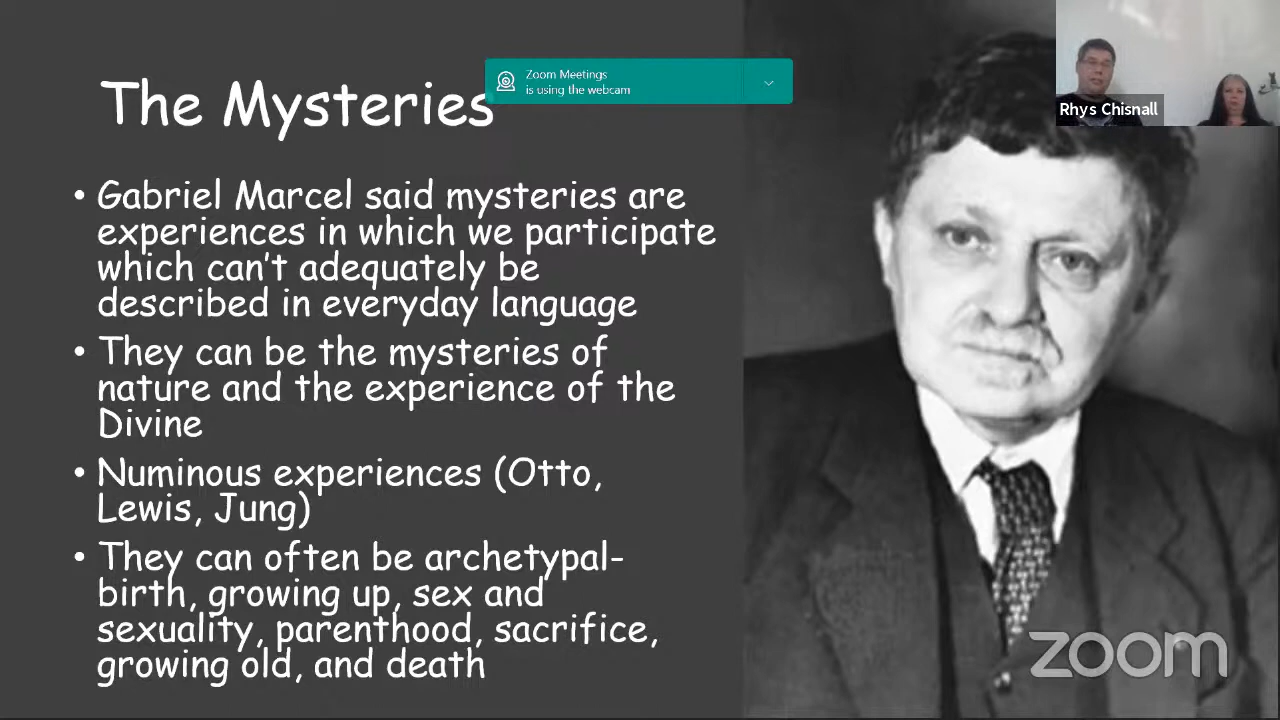 The Mysteries
Zoom Meetings
is using the webcam
Rhys Chisnall
• Gabriel Marcel said mysteries are
experiences in which we participate
which can't adequately be
described in everyday language
• They can be the mysteries of
nature and the experience of the
Divine
• Numinous experiences (Otto,
Lewis, Jung)
• They can often be archetypal-
birth, growing up, sex and
sexuality, parenthood, sacrifice,
growing old, and death
zoom